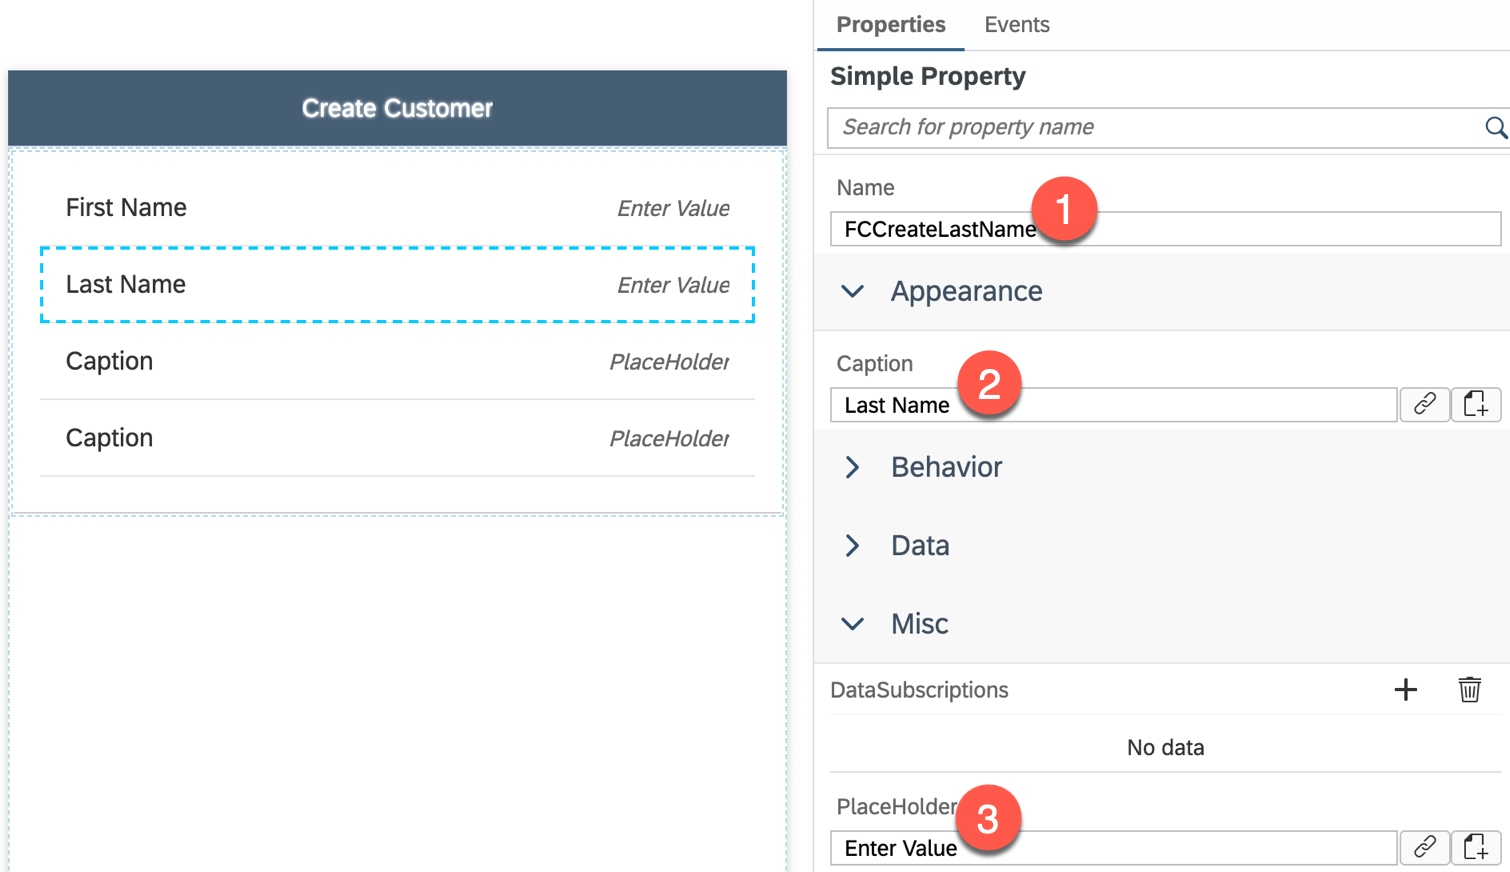 Create Customer
First Name Enter Value
Last Name Enter Value
Caption PlaceHolder
Caption PlaceHolder
Properties Events
Simple Property
Search for property name
Name
1
FCCreateLastName
Appearance
Caption
2
Last Name
Behavior
Data
Misc
DataSubscriptions
No data
PlaceHolder
3
Enter Value